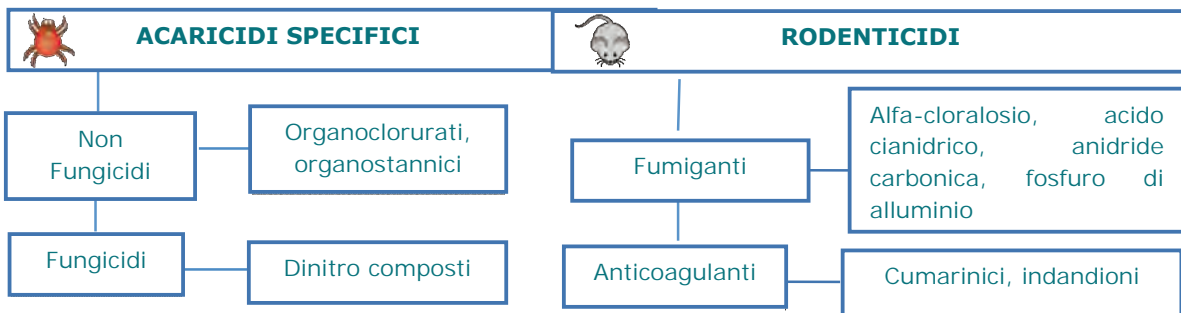 ACARICIDI SPECIFICI
Non
Fungicidi
Organoclorurati,
organostannici
Fungicidi
Dinitro composti
RODENTICIDI
Fumiganti
Alfa-cloralosio, acido
cianidrico, anidride
carbonica, fosfuro di
alluminio
Anticoagulanti
Cumarinici, indandioni